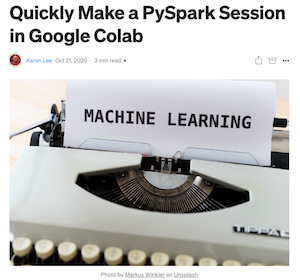 Quickly Make a PySpark Session
in Google Colab
Aaron Lee Oct 21, 2020 · 3 min read
MACHINE LEARNING
TIPPA
Photo by Markus Winkler on Unsplash